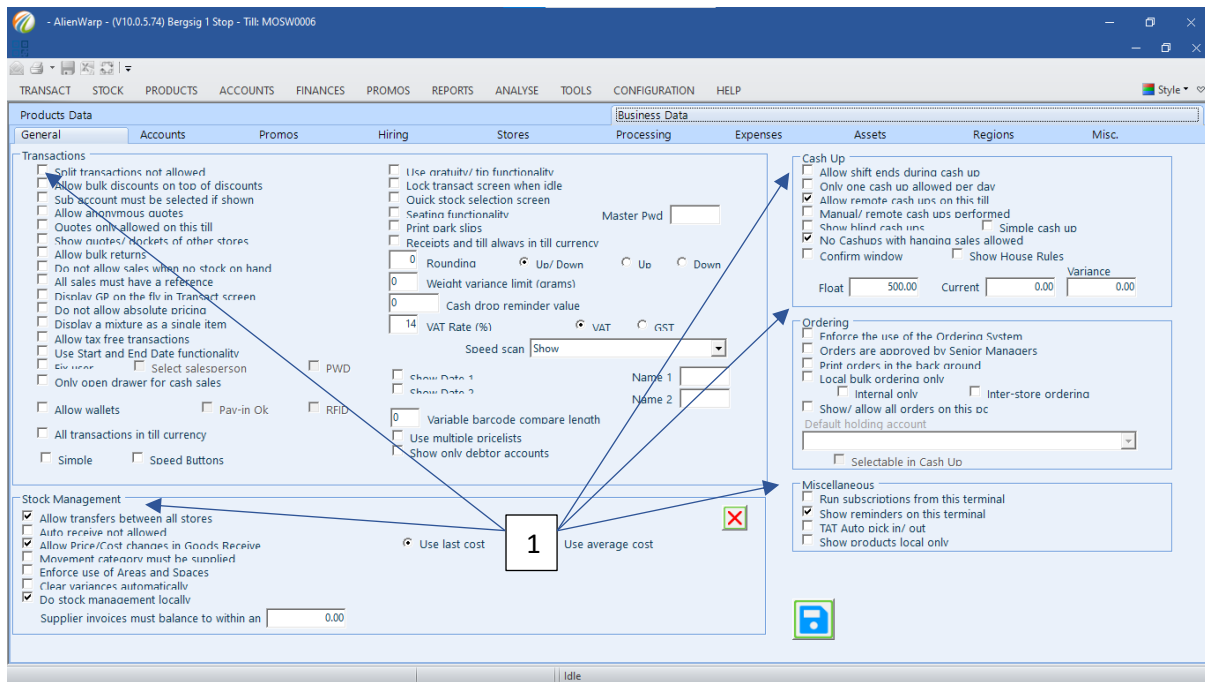 - AlienWarp - (V10.0.5.74) Bergsig 1 Stop - Till: MOSW0006
TRANSACT STOCK PRODUCTS ACCOUNTS FINANCES PROMOS REPORTS ANALYSE TOOLS CONFIGURATION HELP Style
Products Data Business Data
General Accounts Promos Hiring Stores Processing Expenses Assets Regions Misc.
Transactions
Split transactions not allowed
Allow bulk discounts on top of discounts
Sub account must be selected if shown
Allow anonymous quotes
Quotes only allowed on this till
Show quotes/ dockets of other stores
Allow bulk returns
Do not allow sales when no stock on hand
All sales must have a reference
Display GP on the fly in Transact screen
Do not allow absolute pricing
Display a mixture as a single item
Allow tax free transactions
Use Start and End Date functionality
Fix user Select salesperson PWD
Only open drawer for cash sales
Allow wallets Pay-in Ok RFID
All transactions in till currency
Simple Speed Buttons
Use gratuity/ tip functionality
Lock transact screen when idle
Quick stock selection screen
Seating functionality Master Pwd
Print park slips
Receipts and till always in till currency
0 Rounding Up/ Down Up Down
0 Weight variance limit (grams)
0 Cash drop reminder value
14 VAT Rate (%) VAT GST
Speed scan Show
Show Date 1 Name 1
Show Date 2 Name 2
0 Variable barcode compare length
Use multiple pricelists
Show only debtor accounts
Cash Up
Allow shift ends during cash up
Only one cash up allowed per day
Allow remote cash ups on this till
Manual/ remote cash ups performed
Show blind cash ups Simple cash up
No Cashups with hanging sales allowed
Confirm window Show House Rules
Variance
Float 500.00 Current 0.00 0.00
Ordering
Enforce the use of the Ordering System
Orders are approved by Senior Managers
Print orders in the back ground
Local bulk ordering only
Internal only Inter-store ordering
Show/ allow all orders on this pc
Default holding account
Selectable in Cash Up
Stock Management
Allow transfers between all stores
Auto receive not allowed
Allow Price/Cost changes in Goods Receive
Movement category must be supplied
Enforce use of Areas and Spaces
Clear variances automatically
Do stock management locally
Supplier invoices must balance to within an 0.00
Use last cost 1 Use average cost
Miscellaneous
Run subscriptions from this terminal
Show reminders on this terminal
TAT Auto pick in/ out
Show products local only
Idle